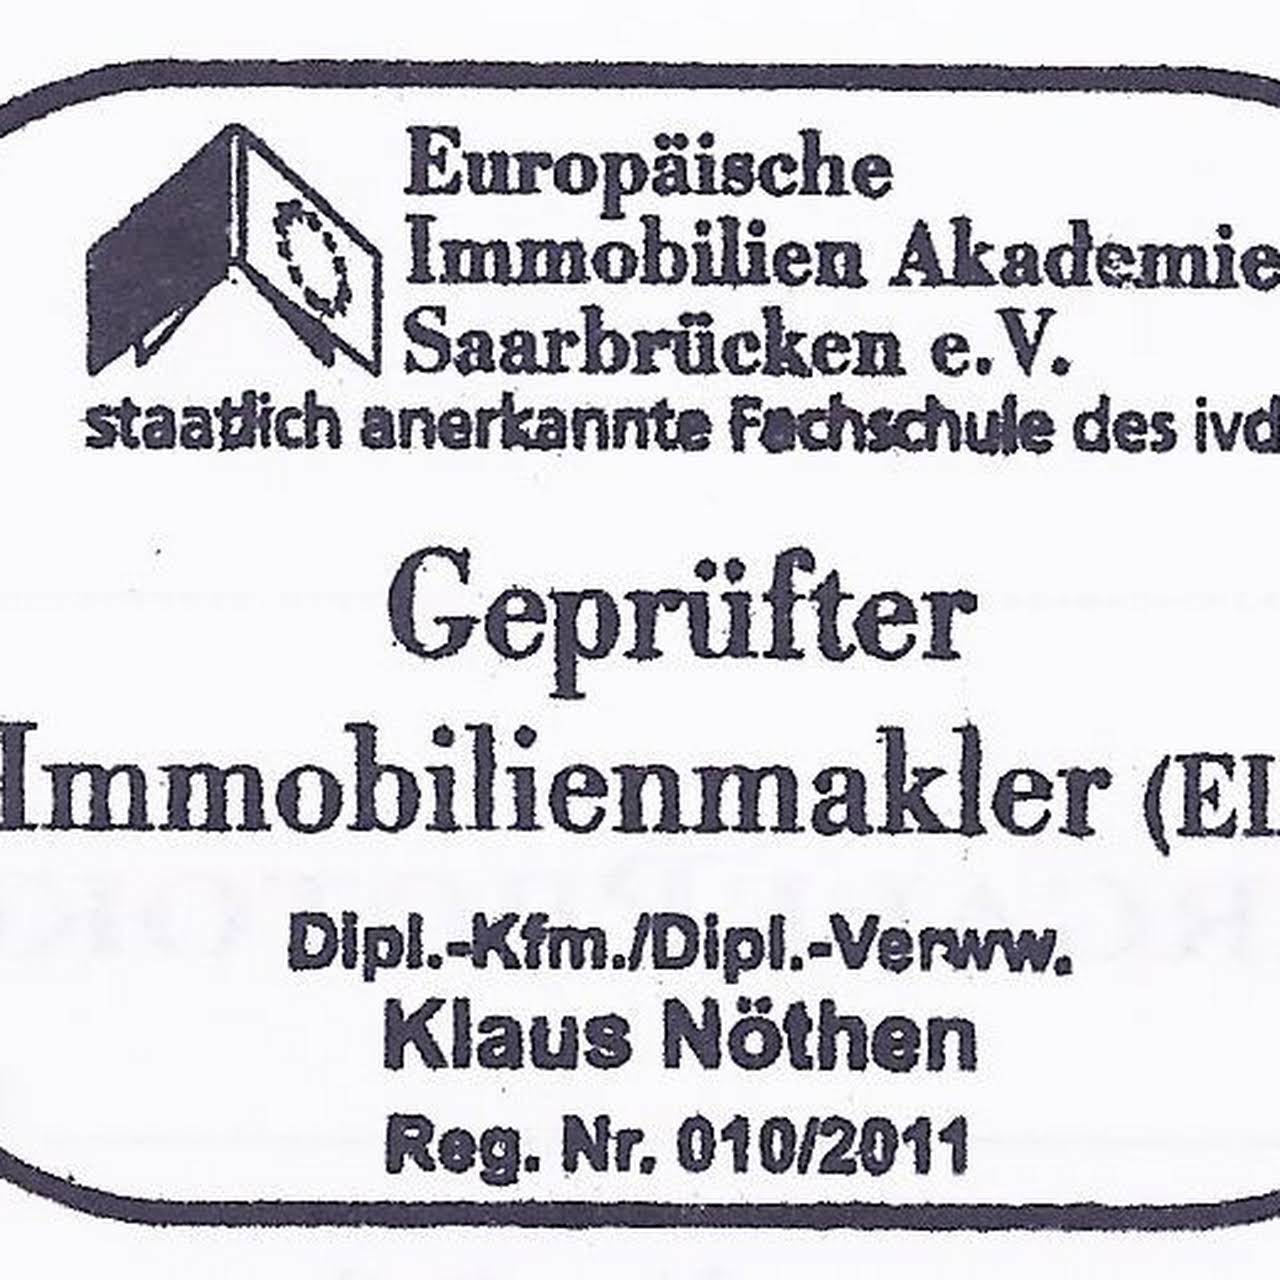 Europäische
Immobilien Akademie
Saarbrücken e.V.
staatlich anerkannte Fachschule des ivd
Geprüfter
Immobilienmakler (EI
Dipl.-Kfm./Dipl.-Verww.
Klaus Nöthen
Reg. Nr. 010/2011